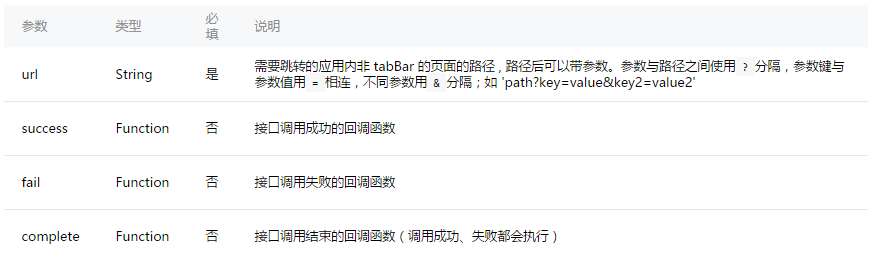 参数 类型 必填 说明
url String 是 需要跳转的应用内非 tabBar 的页面的路径 , 路径后可以带参数。参数与路径之间使用 ? 分隔，参数键与
参数值用 = 相连，不同参数用 & 分隔；如 'path?key=value&key2=value2'
success Function 否 接口调用成功的回调函数
fail Function 否 接口调用失败的回调函数
complete Function 否 接口调用结束的回调函数（调用成功、失败都会执行）